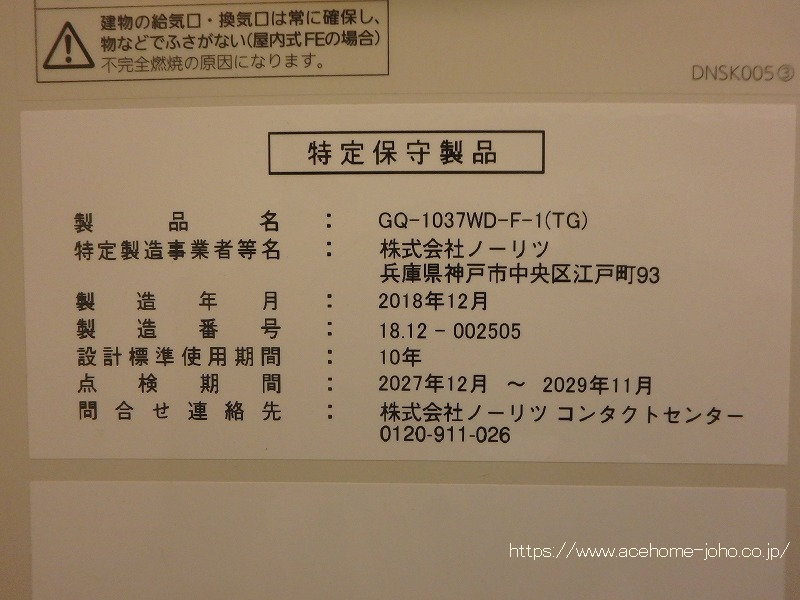 建物の給気口・換気口は常に確保し、
物などでふさがない(屋内式FEの場合)
不完全燃焼の原因になります。
DNSK005③
特定保守製品
製品名 : GQ-1037WD-F-1(TG)
特定製造事業者等名 : 株式会社ノーリツ
兵庫県神戸市中央区江戸町93
製造年月 : 2018年12月
製造番号 : 18.12 - 002505
設計標準使用期間 : 10年
点検期間 : 2027年12月 ～ 2029年11月
問合せ連絡先 : 株式会社ノーリツ コンタクトセンター
0120-911-026
https://www.acehome-joho.co.jp/